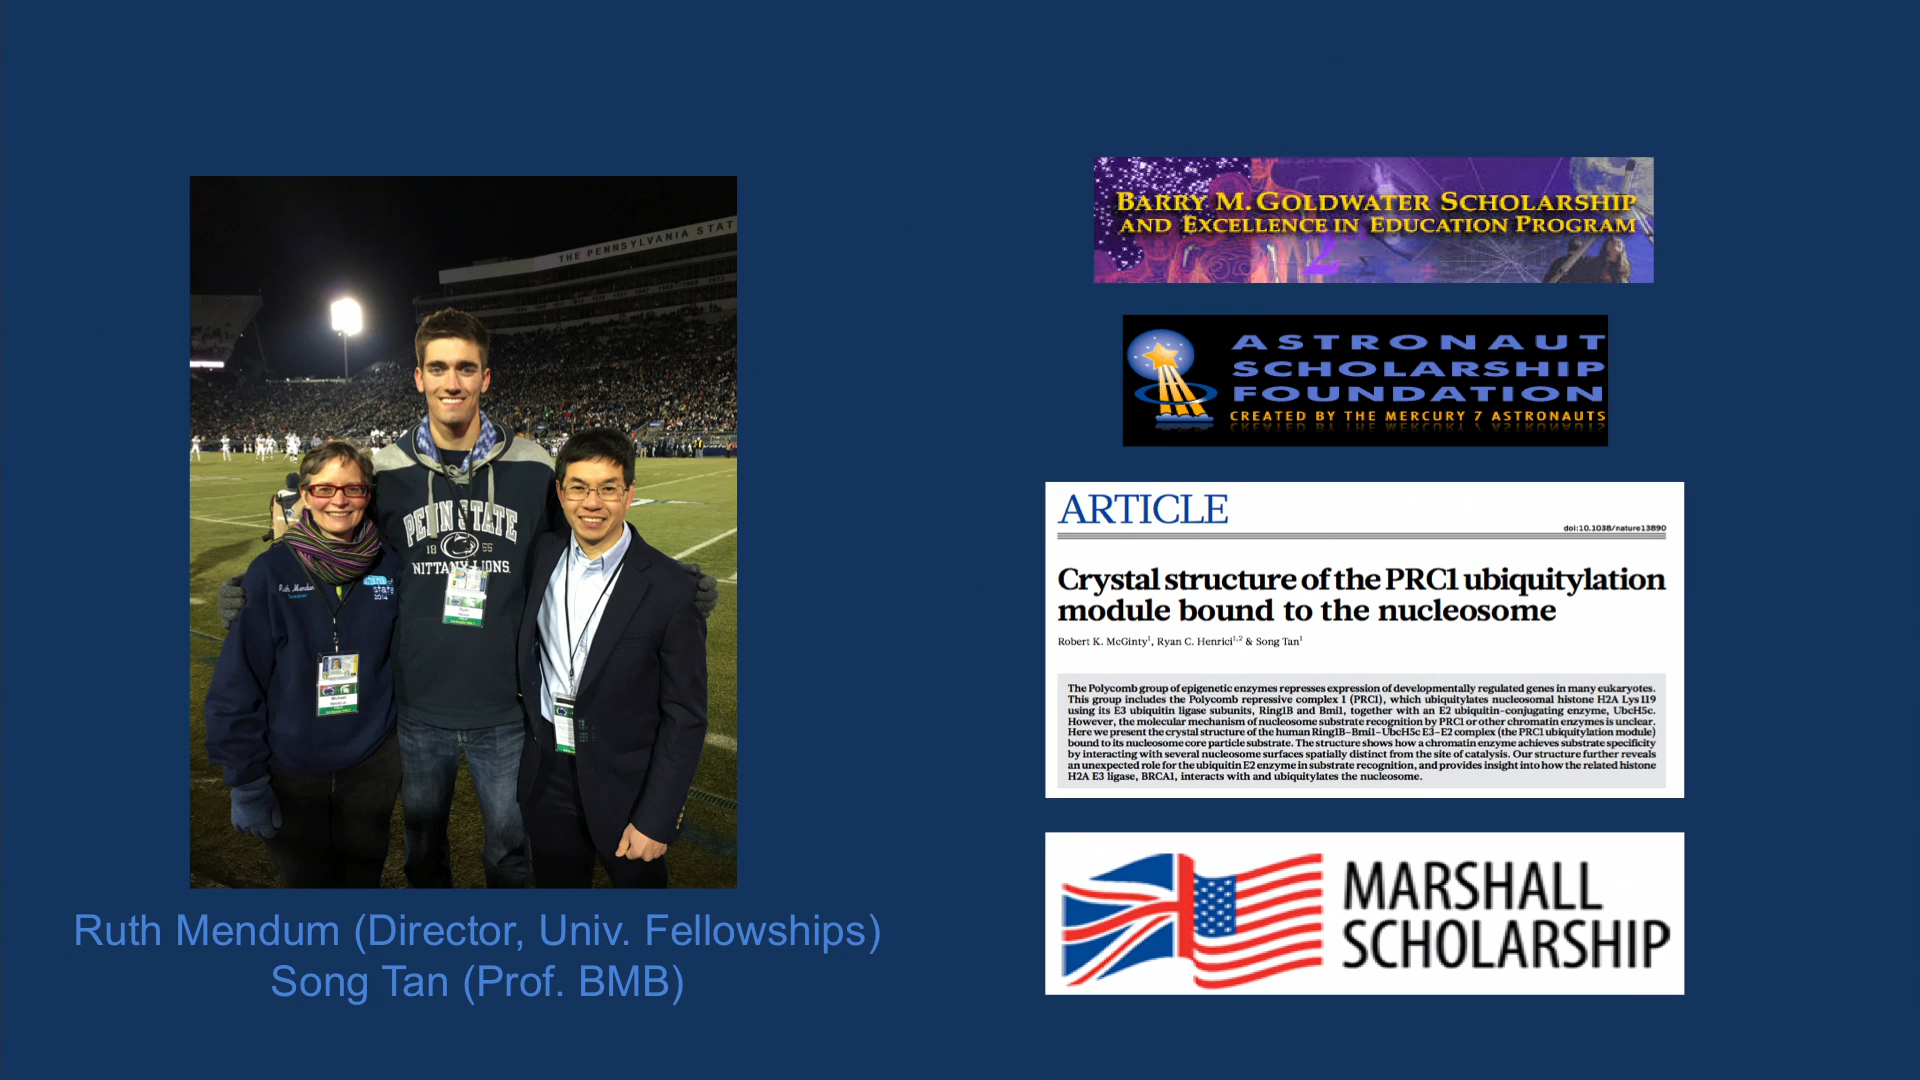 THE PENNSYLVANIA STAT
PENN STATE
18 55
NITTANY LIONS
Ruth Mendum
2014
Ruth Mendum (Director, Univ. Fellowships)
Song Tan (Prof. BMB)
BARRY M. GOLDWATER SCHOLARSHIP
AND EXCELLENCE IN EDUCATION PROGRAM
ASTRONAUT
SCHOLARSHIP
FOUNDATION
CREATED BY THE MERCURY 7 ASTRONAUTS
ARTICLE
doi:10.1038/nature13890
Crystal structure of the PRC1 ubiquitylation
module bound to the nucleosome
Robert K. McGinty¹, Ryan C. Henrici¹,² & Song Tan¹
The Polycomb group of epigenetic enzymes represses expression of developmentally regulated genes in many eukaryotes.
This group includes the Polycomb repressive complex 1 (PRC1), which ubiquitylates nucleosomal histone H2A Lys 119
using its E3 ubiquitin ligase subunits, Ring1B and Bmi1, together with an E2 ubiquitin-conjugating enzyme, UbcH5c.
However, the molecular mechanism of nucleosome substrate recognition by PRC1 or other chromatin enzymes is unclear.
Here we present the crystal structure of the human Ring1B–Bmi1–UbcH5c E3–E2 complex (the PRC1 ubiquitylation module)
bound to its nucleosome core particle substrate. The structure shows how a chromatin enzyme achieves substrate specificity
by interacting with several nucleosome surfaces spatially distinct from the site of catalysis. Our structure further reveals
an unexpected role for the ubiquitin E2 enzyme in substrate recognition, and provides insight into how the related histone
H2A E3 ligase, BRCA1, interacts with and ubiquitylates the nucleosome.
MARSHALL
SCHOLARSHIP